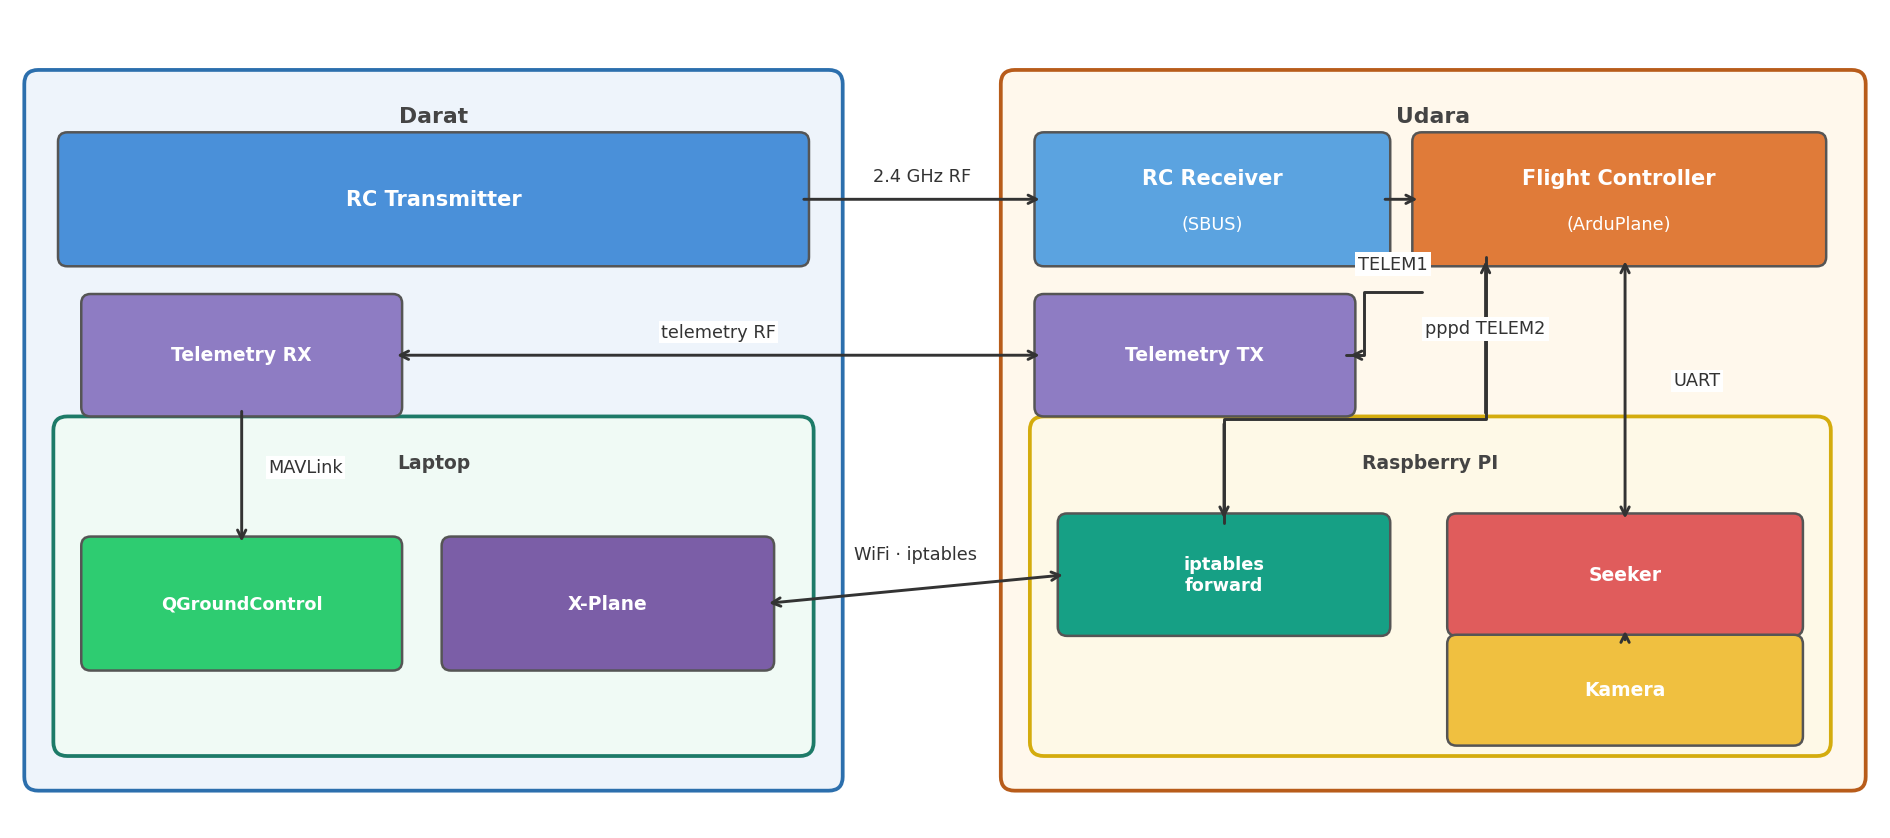 Darat
RC Transmitter
Telemetry RX
telemetry RF
MAVLink
Laptop
QGroundControl
X-Plane
2.4 GHz RF
WiFi · iptables
Udara
RC Receiver
(SBUS)
Flight Controller
(ArduPlane)
TELEM1
Telemetry TX
pppd TELEM2
UART
Raspberry PI
iptables
forward
Seeker
Kamera